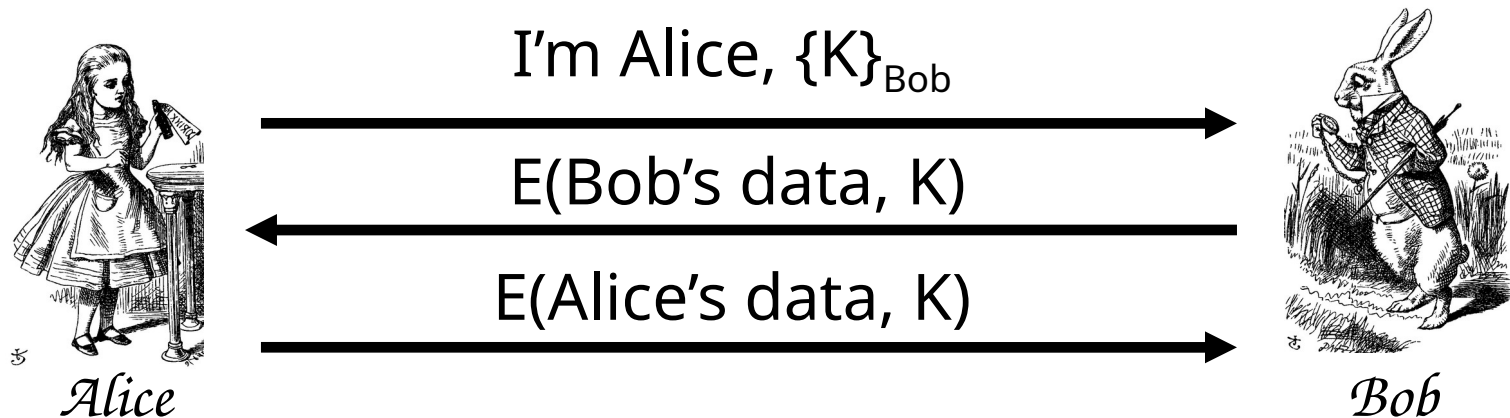 I’m Alice, {K}Bob
E(Bob’s data, K)
E(Alice’s data, K)
Alice
Bob